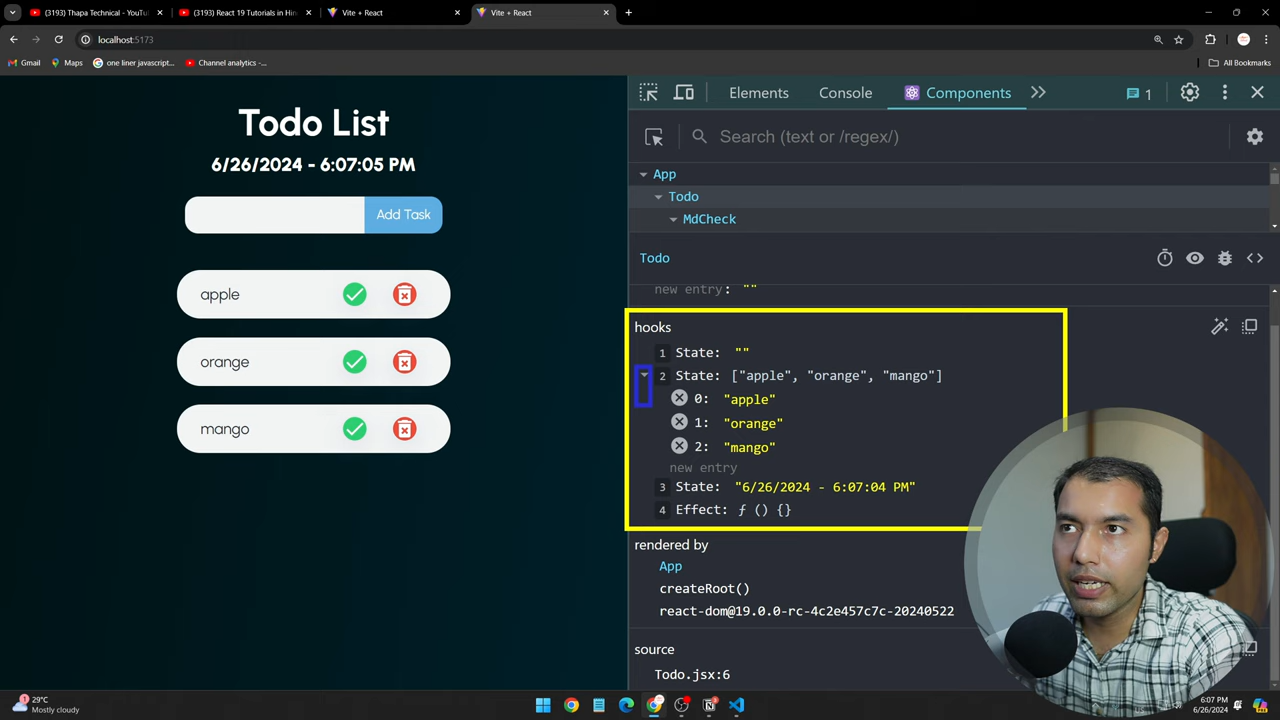 (3193) Thapa Technical - YouTu
(3193) React 19 Tutorials in Hin
Vite + React
Vite + React
localhost:5173
Gmail
Maps
one liner javascript...
Channel analytics -...
All Bookmarks
Todo List
6/26/2024 - 6:07:05 PM
Add Task
apple
orange
mango
Elements
Console
Components
1
Search (text or /regex/)
App
Todo
MdCheck
Todo
new entry: ""
hooks
1 State: ""
2 State: ["apple", "orange", "mango"]
0: "apple"
1: "orange"
2: "mango"
new entry
3 State: "6/26/2024 - 6:07:04 PM"
4 Effect: ƒ () {}
rendered by
App
createRoot()
react-dom@19.0.0-rc-4c2e457c7c-20240522
source
Todo.jsx:6
1
29°C
Mostly cloudy
6:07 PM
6/26/2024